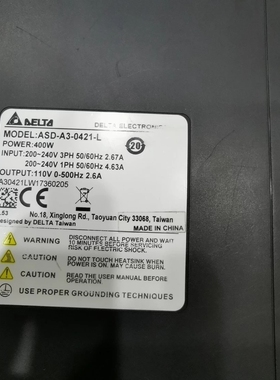 DELTA
DELTA ELECTRONIC
MODEL:ASD-A3-0421-L
POWER:400W
20
INPUT:200~240V 3PH 50/60Hz 2.67A
200~240V 1PH 50/60Hz 4.63A
OUTPUT:110V 0-500Hz 2.6A
A30421LW17360205
.53
No.18, Xinglong Rd., Taoyuan City 33068, Taiwan
Designed by DELTA Taiwan
MADE IN CHINA
WARNING
DISCONNECT ALL POWER AND WAIT
10 MINUTES BEFORE SERVICING. RISK
OF ELECTRIC SHOCK.
CAUTION
DO NOT TOUCH HEATSINK WHEN
POWER IS ON. MAY CAUSE BURN.
CAUTION
READ THE USER MANUAL BEFORE
OPERATION.
USE PROPER GROUNDING TECHNIQUES